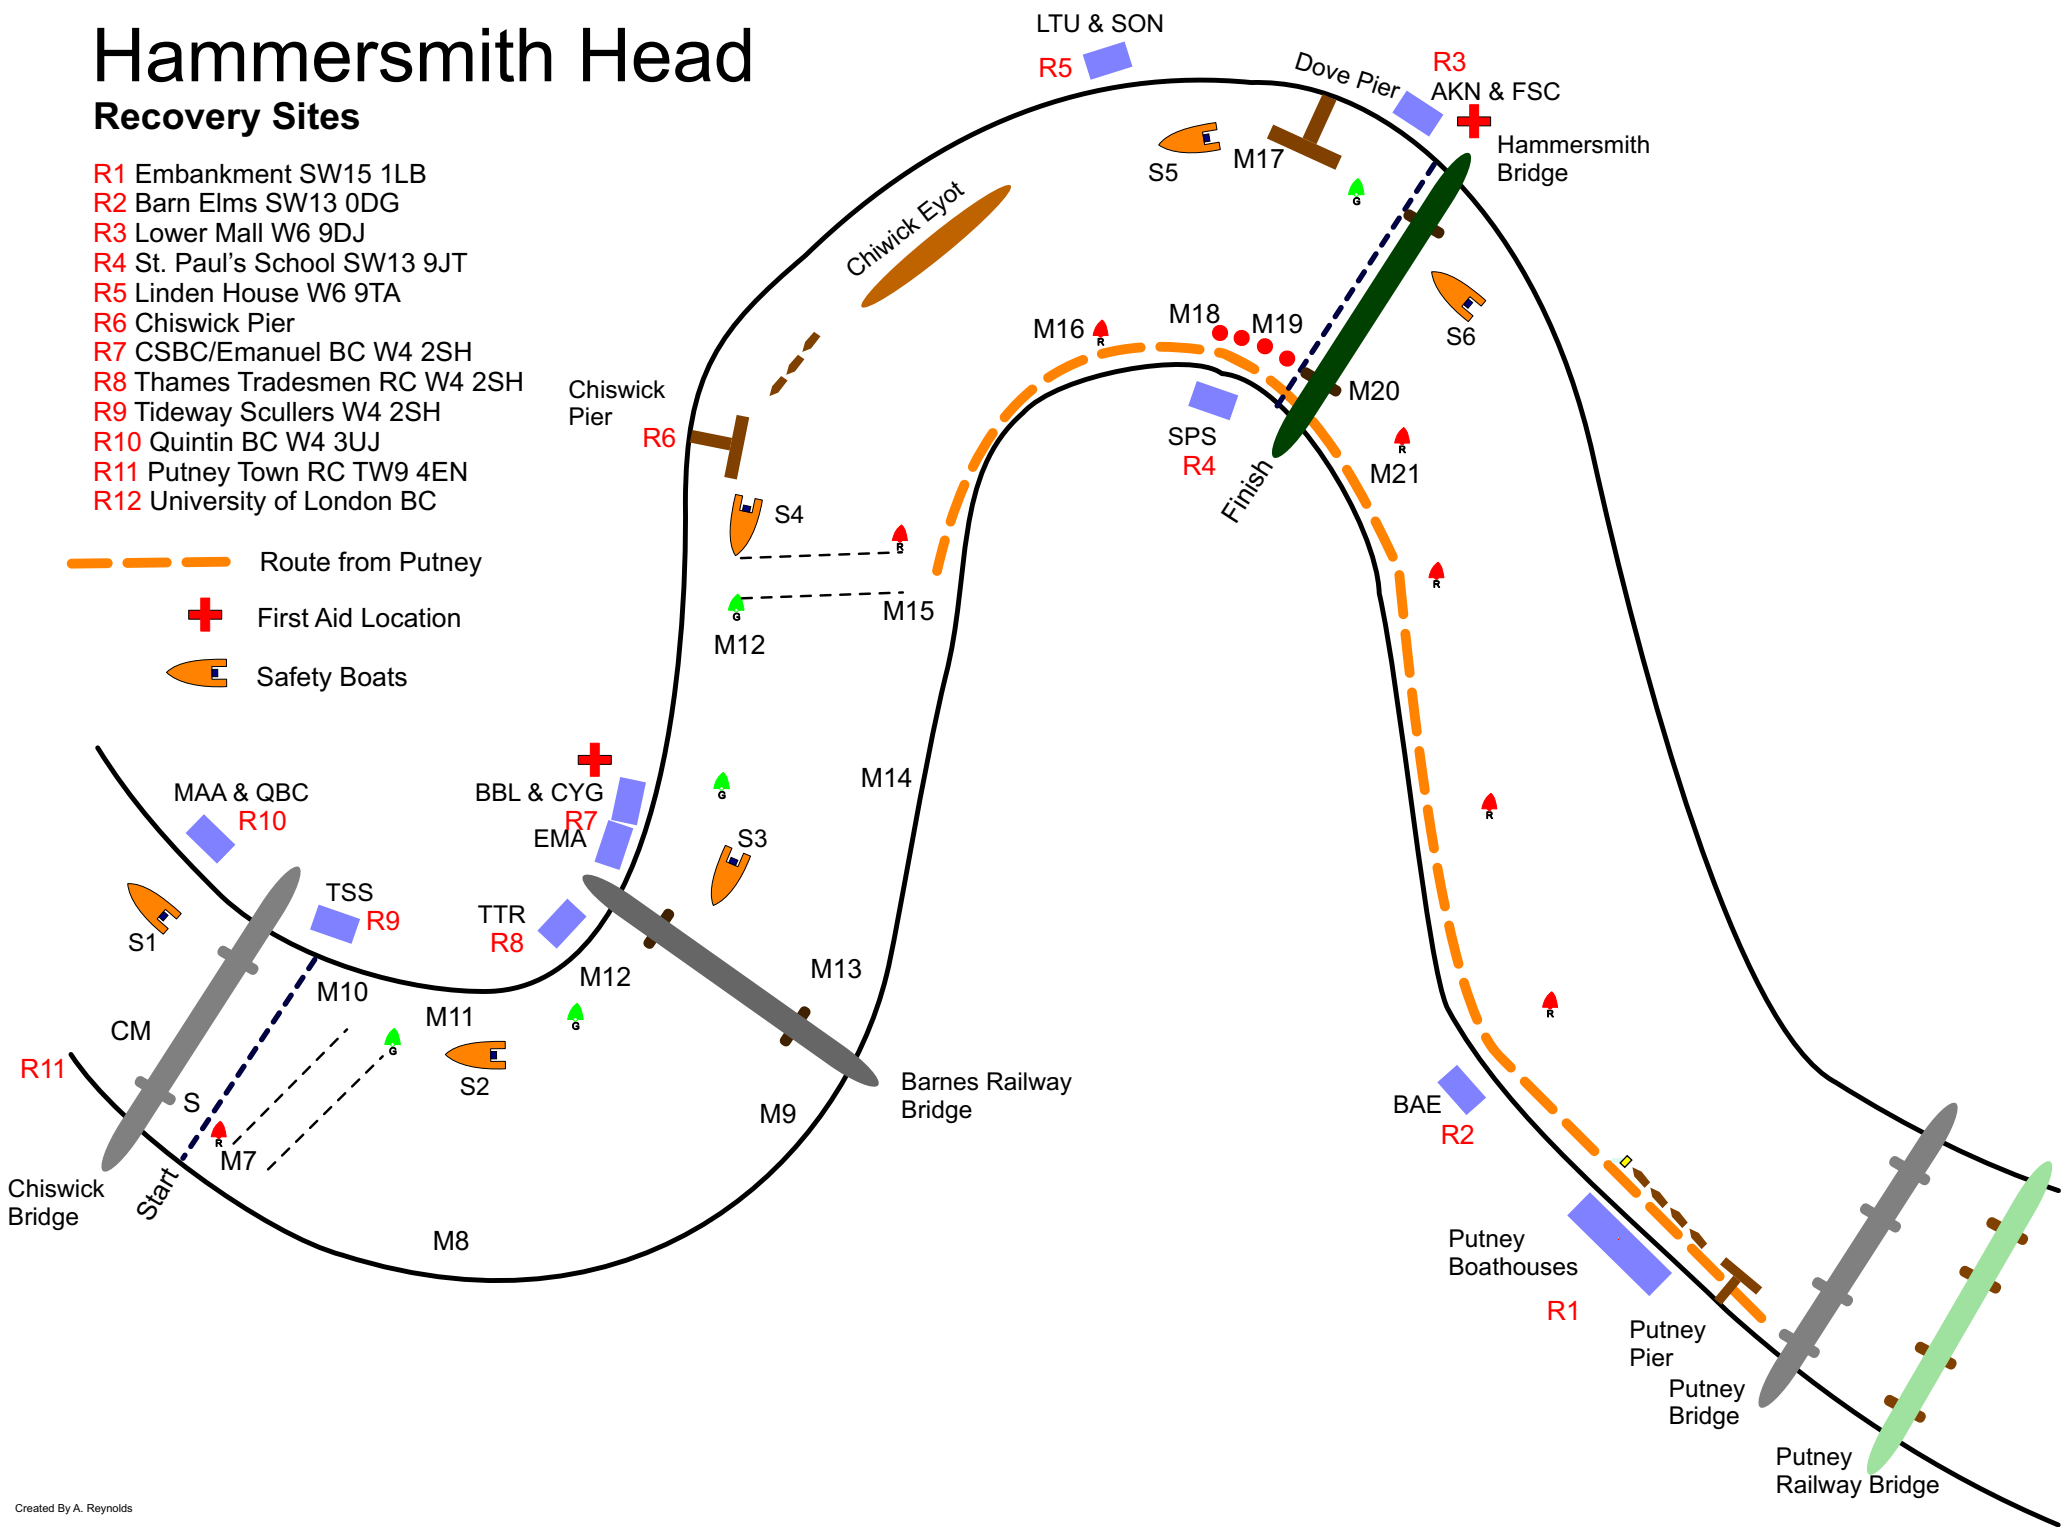 Hammersmith Head
Recovery Sites
R1 Embankment SW15 1LB
R2 Barn Elms SW13 0DG
R3 Lower Mall W6 9DJ
R4 St. Paul's School SW13 9JT
R5 Linden House W6 9TA
R6 Chiswick Pier
R7 CSBC/Emanuel BC W4 2SH
R8 Thames Tradesmen RC W4 2SH
R9 Tideway Scullers W4 2SH
R10 Quintin BC W4 3UJ
R11 Putney Town RC TW9 4EN
R12 University of London BC
Route from Putney
First Aid Location
Safety Boats
LTU & SON
R5
Dove Pier
R3
AKN & FSC
Hammersmith
Bridge
S5
M17
G
Chiwick Eyot
S6
M16
R
M18
M19
M20
Chiswick
Pier
R6
SPS
R4
Finish
R
M21
S4
R
M15
G
M12
R
MAA & QBC
R10
BBL & CYG
R7
EMA
G
S3
M14
R
TSS
R9
S1
TTR
R8
M12
M13
M10
M11
G
G
CM
R11
S
S2
R
M7
Start
Chiswick
Bridge
M8
M9
Barnes Railway
Bridge
R
BAE
R2
Putney
Boathouses
R1
Putney
Pier
Putney
Bridge
Putney
Railway Bridge
Created By A. Reynolds